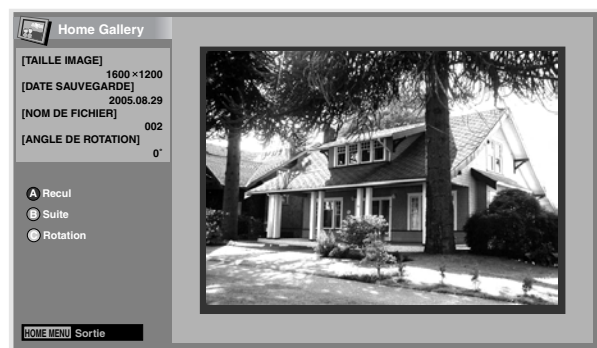 Home Gallery
[TAILLE IMAGE]
1600 ×1200
[DATE SAUVEGARDE]
2005.08.29
[NOM DE FICHIER]
002
[ANGLE DE ROTATION]
0°
A Recul
B Suite
C Rotation
HOME MENU Sortie